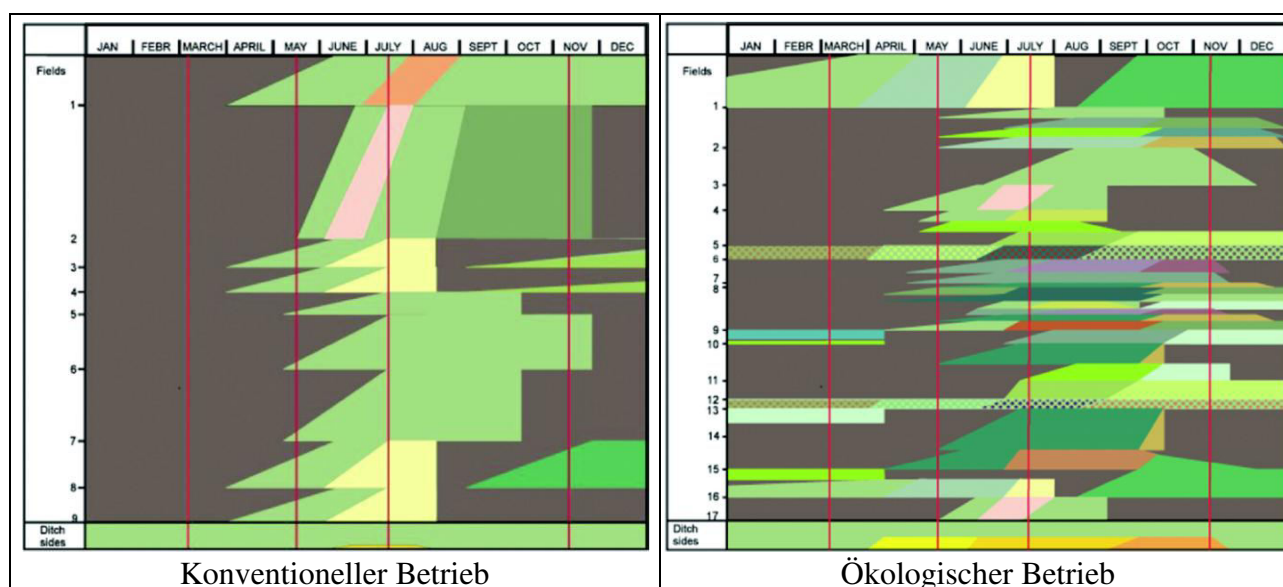 JAN FEBR MARCH APRIL MAY JUNE JULY AUG SEPT OCT NOV DEC
Fields
1
2
3
4
5
6
7
8
9
Ditch
sides
Konventioneller Betrieb
JAN FEBR MARCH APRIL MAY JUNE JULY AUG SEPT OCT NOV DEC
Fields
1
2
3
4
5
6
7
8
9
10
11
12
13
14
15
16
17
Ditch
sides
Ökologischer Betrieb